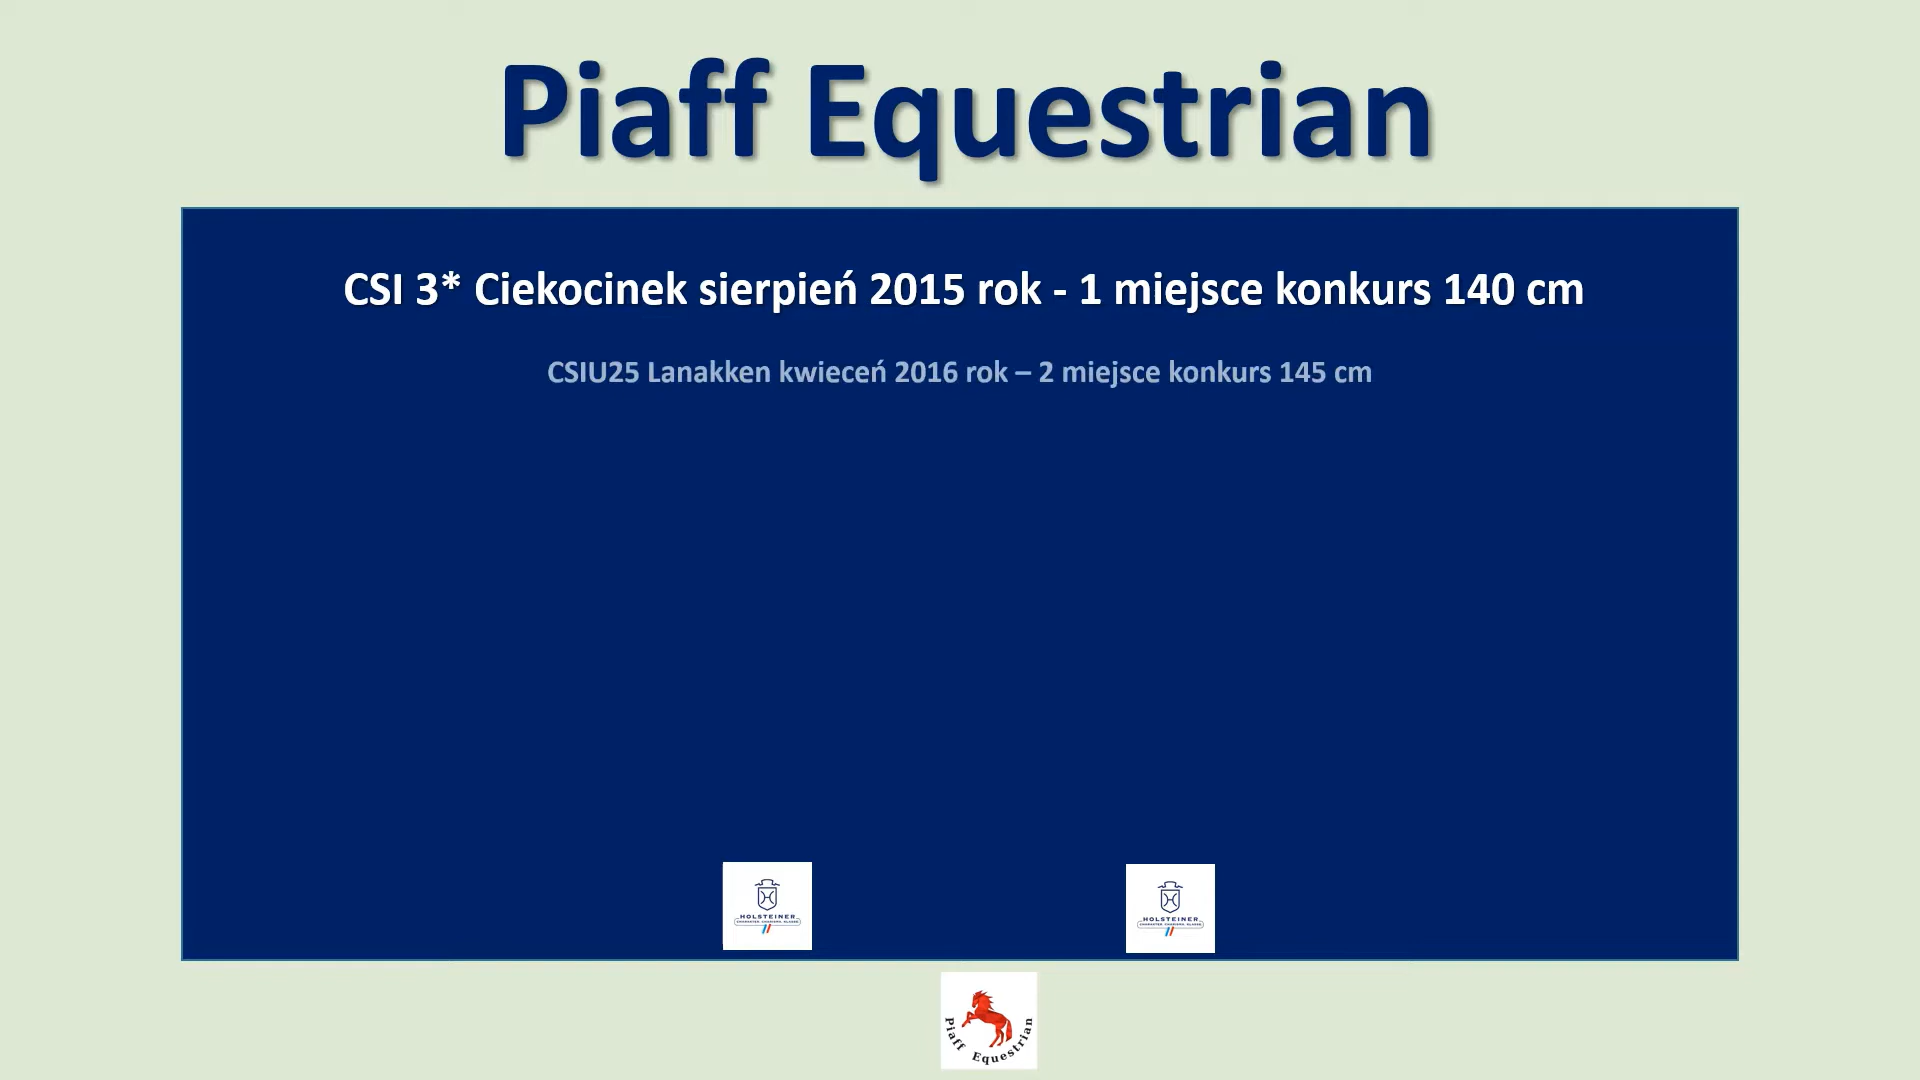 Piaff Equestrian
CSI 3* Ciekocinek sierpień 2015 rok - 1 miejsce konkurs 140 cm
CSIU25 Lanakken kwieceń 2016 rok – 2 miejsce konkurs 145 cm
HOLSTEINER
HOLSTEINER
Piaff Equestrian